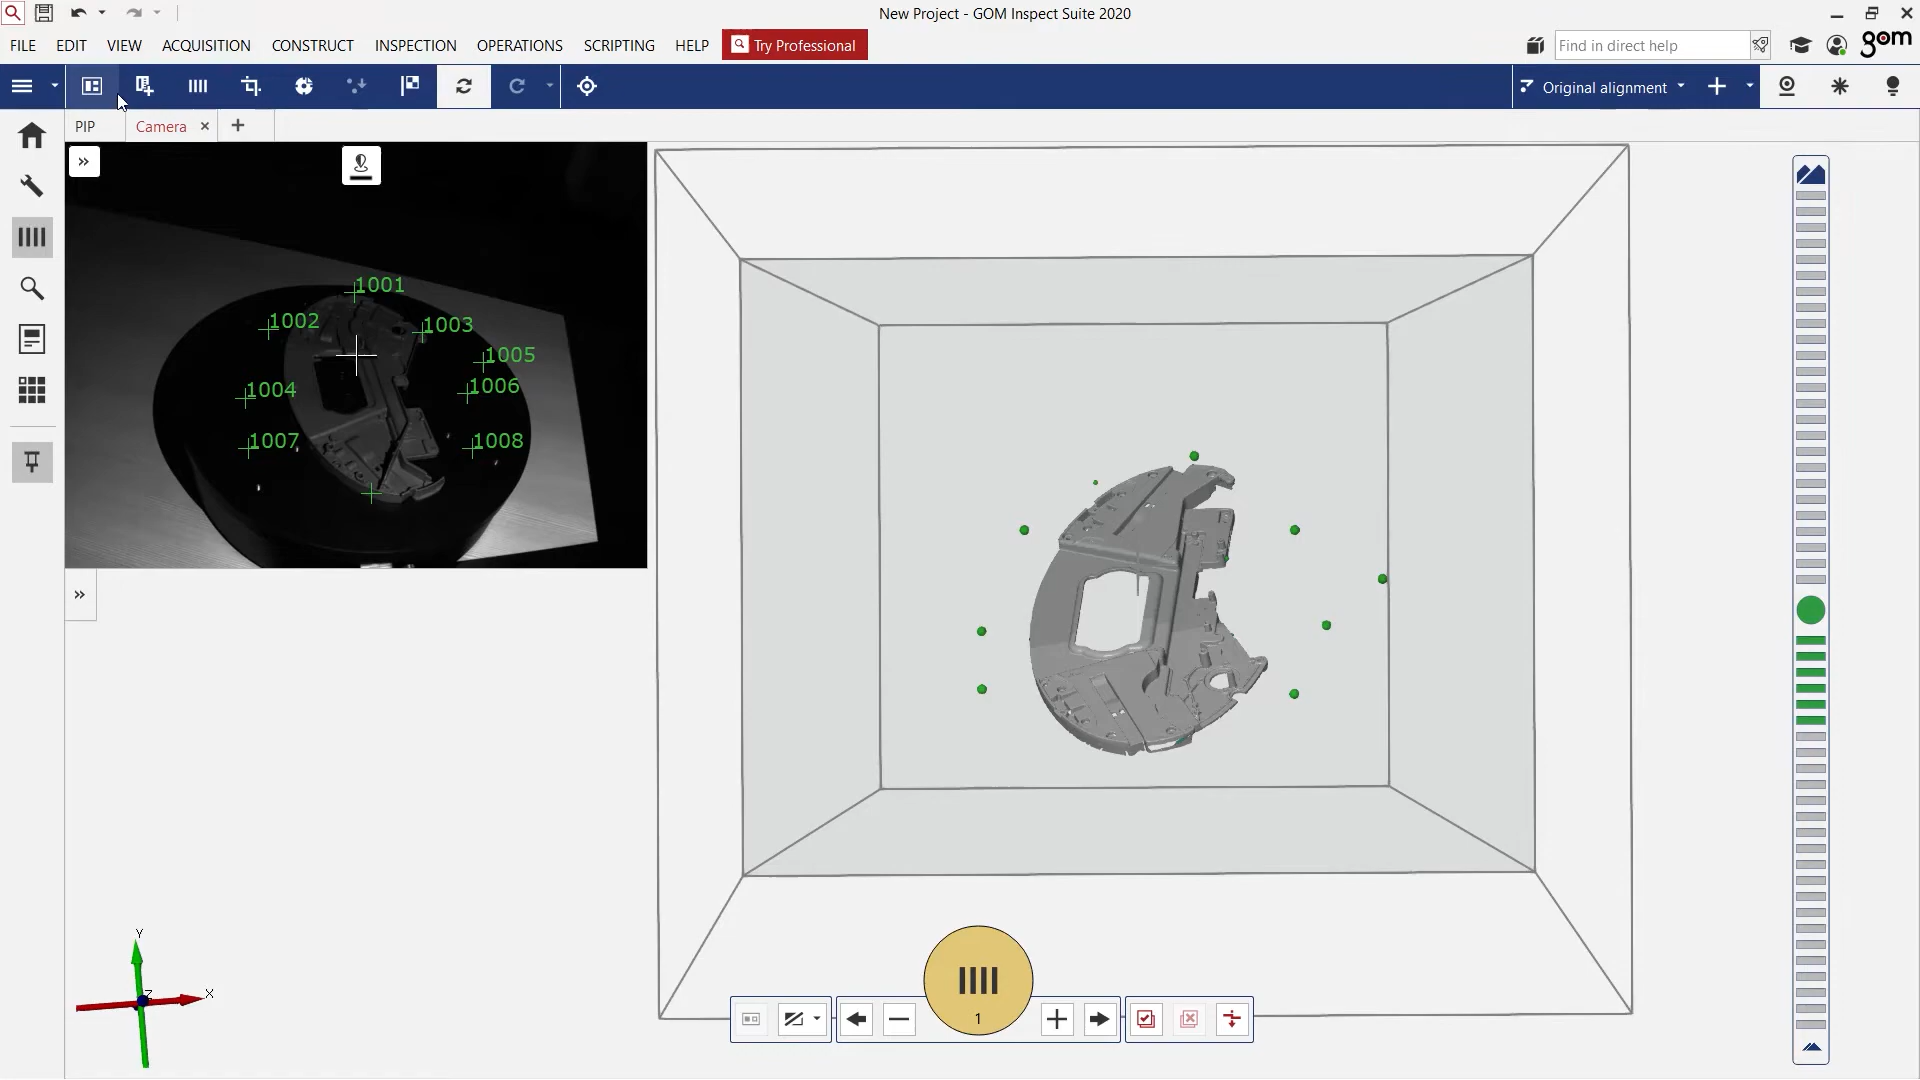 New Project - GOM Inspect Suite 2020
FILE EDIT VIEW ACQUISITION CONSTRUCT INSPECTION OPERATIONS SCRIPTING HELP Try Professional Find in direct help gom
Original alignment
PIP Camera
1001
1002
1003
1005
1006
1004
1007
1008
Y
Z
X
1